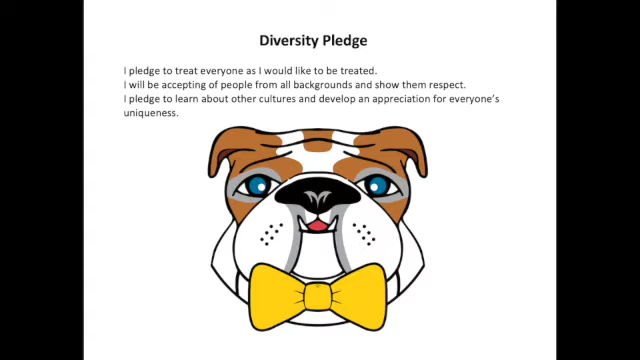 Diversity Pledge
I pledge to treat everyone as I would like to be treated.
I will be accepting of people from all backgrounds and show them respect.
I pledge to learn about other cultures and develop an appreciation for everyone's
uniqueness.